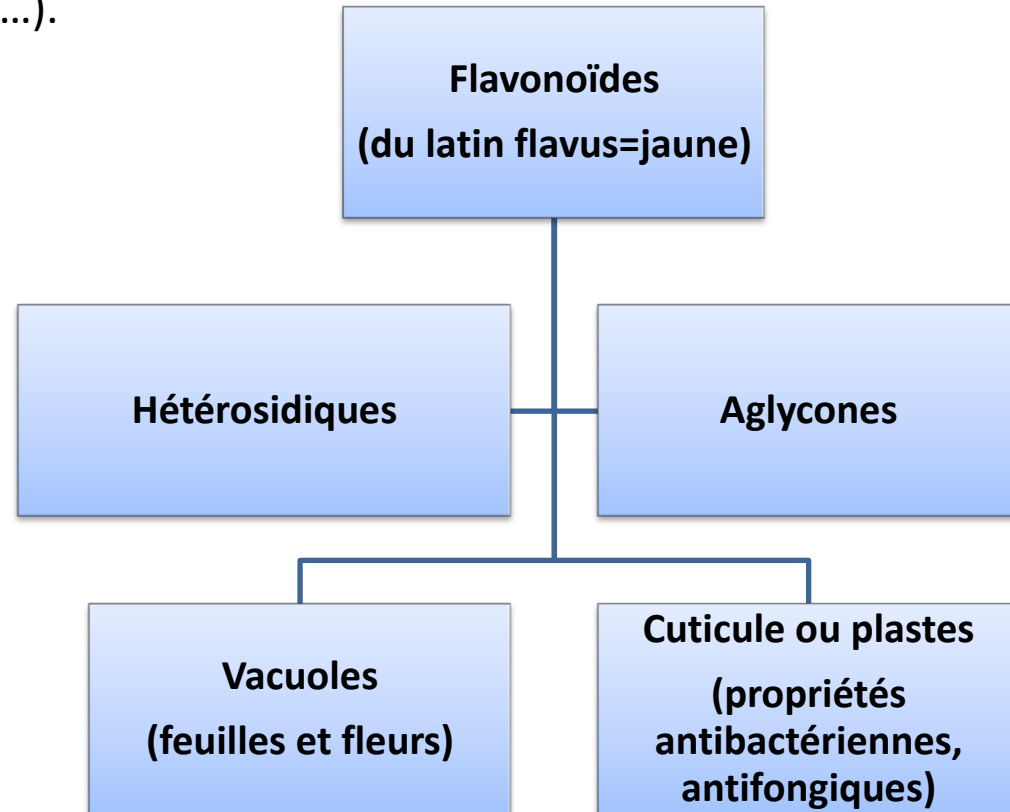 ...).
Flavonoïdes
(du latin flavus=jaune)
Hétérosidiques
Aglycones
Vacuoles
(feuilles et fleurs)
Cuticule ou plastes
(propriétés
antibactériennes,
antifongiques)